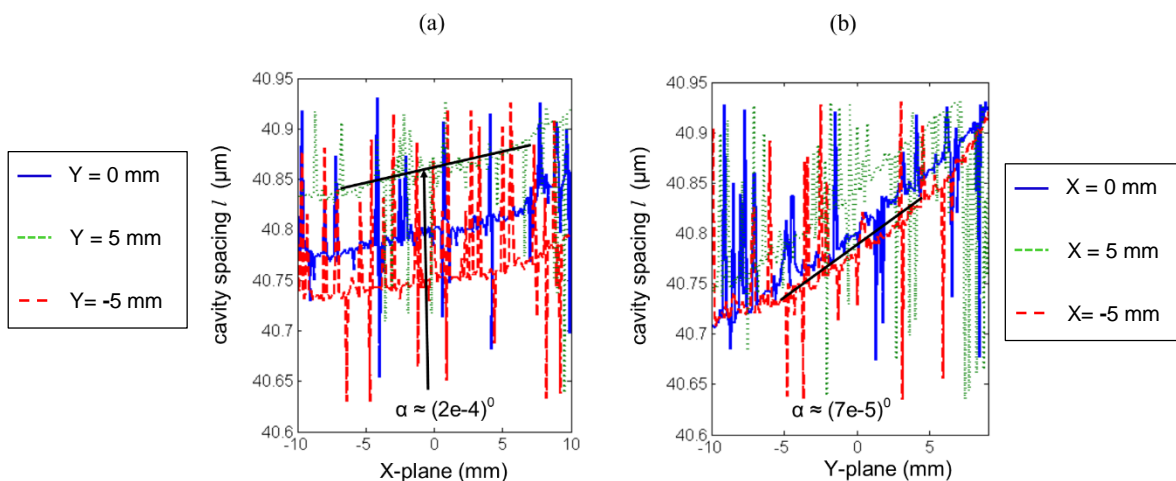 (a)
(b)
Y = 0 mm
Y = 5 mm
Y= -5 mm
cavity spacing l (µm)
40.95
40.9
40.85
40.8
40.75
40.7
40.65
40.6
α ≈ (2e-4)⁰
-10
-5
0
5
10
X-plane (mm)
cavity spacing l (µm)
40.95
40.9
40.85
40.8
40.75
40.7
40.65
40.6
α ≈ (7e-5)⁰
-10
-5
0
5
Y-plane (mm)
X = 0 mm
X = 5 mm
X= -5 mm